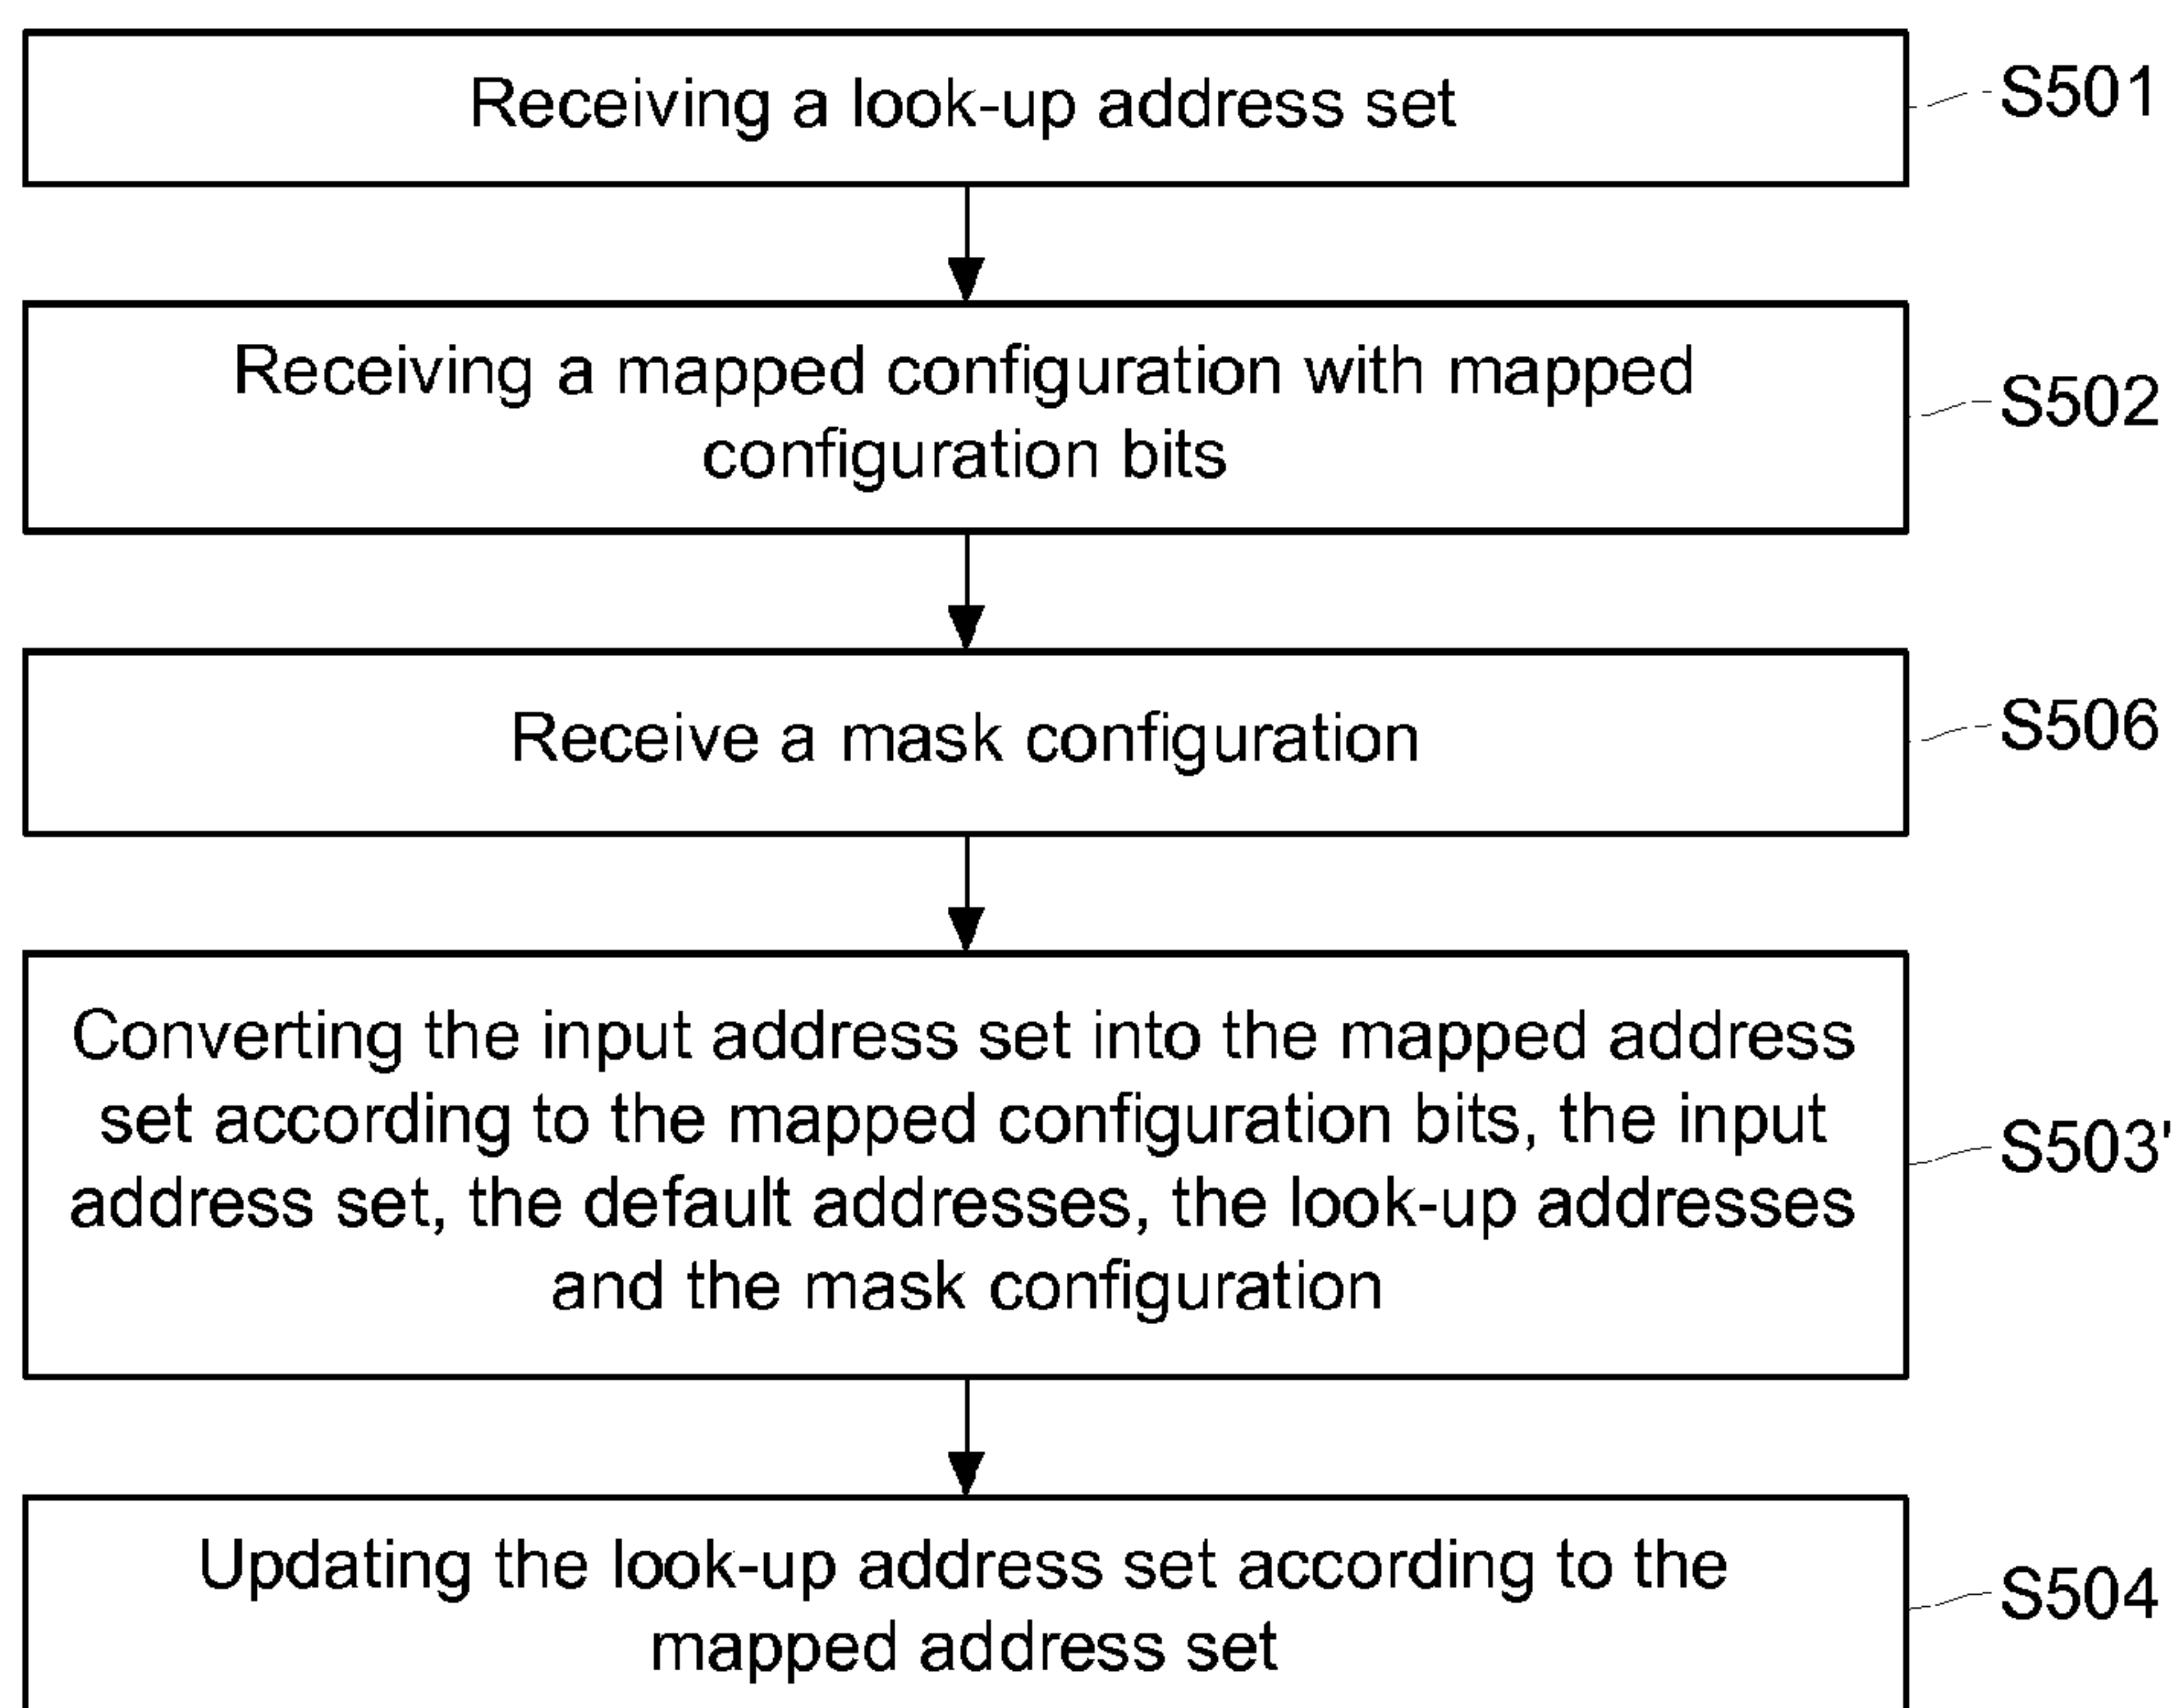 Receiving a look-up address set
S501
Receiving a mapped configuration with mapped
configuration bits
S502
Receive a mask configuration
S506
Converting the input address set into the mapped address
set according to the mapped configuration bits, the input
address set, the default addresses, the look-up addresses
and the mask configuration
S503'
Updating the look-up address set according to the
mapped address set
S504